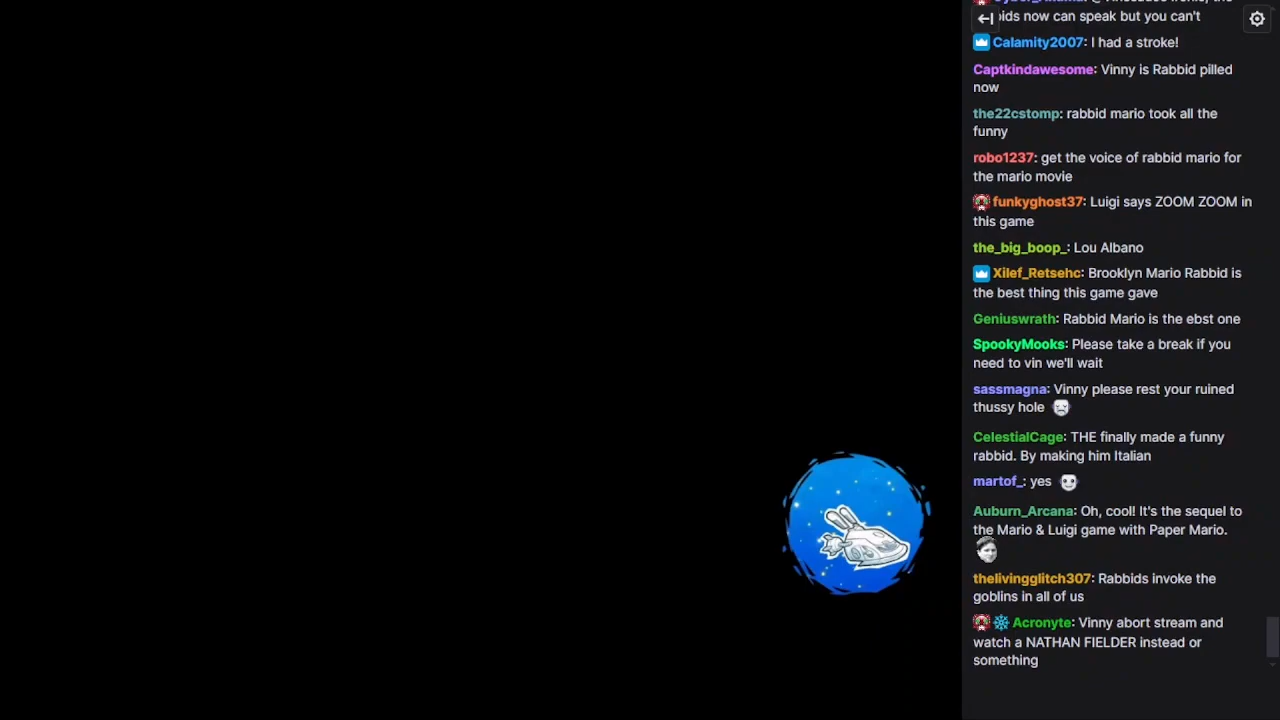 ids now can speak but you can't
Calamity2007: I had a stroke!
Captkindawesome: Vinny is Rabbid pilled
now
the22cstomp: rabbid mario took all the
funny
robo1237: get the voice of rabbid mario for
the mario movie
funkyghost37: Luigi says ZOOM ZOOM in
this game
the_big_boop_: Lou Albano
Xilef_Retsehc: Brooklyn Mario Rabbid is
the best thing this game gave
Geniuswrath: Rabbid Mario is the ebst one
SpookyMooks: Please take a break if you
need to vin we'll wait
sassmagna: Vinny please rest your ruined
thussy hole
CelestialCage: THE finally made a funny
rabbid. By making him Italian
martof_: yes
Auburn_Arcana: Oh, cool! It's the sequel to
the Mario & Luigi game with Paper Mario.
thelivingglitch307: Rabbids invoke the
goblins in all of us
Acronyte: Vinny abort stream and
watch a NATHAN FIELDER instead or
something